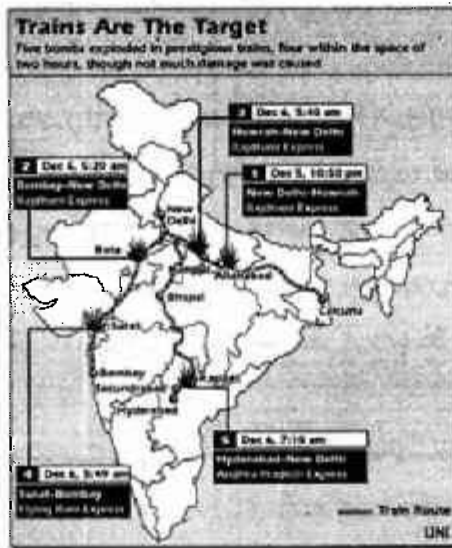 Trains Are The Target
Five bombs exploded in prestigious trains, four within the space of
two hours, though not much damage was caused
3 Dec 6, 5:40 am
Howrah-New Delhi
Rajdhani Express
2 Dec 6, 5:20 am
Bombay-New Delhi
Rajdhani Express
1 Dec 5, 10:50 pm
New Delhi-Howrah
Rajdhani Express
New
Delhi
Kota
Allahabad
Bhopal
Calcutta
Surat
Bombay
Secunderabad
Kazipet
Hyderabad
5 Dec 6, 7:10 am
Hyderabad-New Delhi
Andhra Pradesh Express
4 Dec 6, 5:49 am
Surat-Bombay
Flying Rani Express
Train Route
UNI